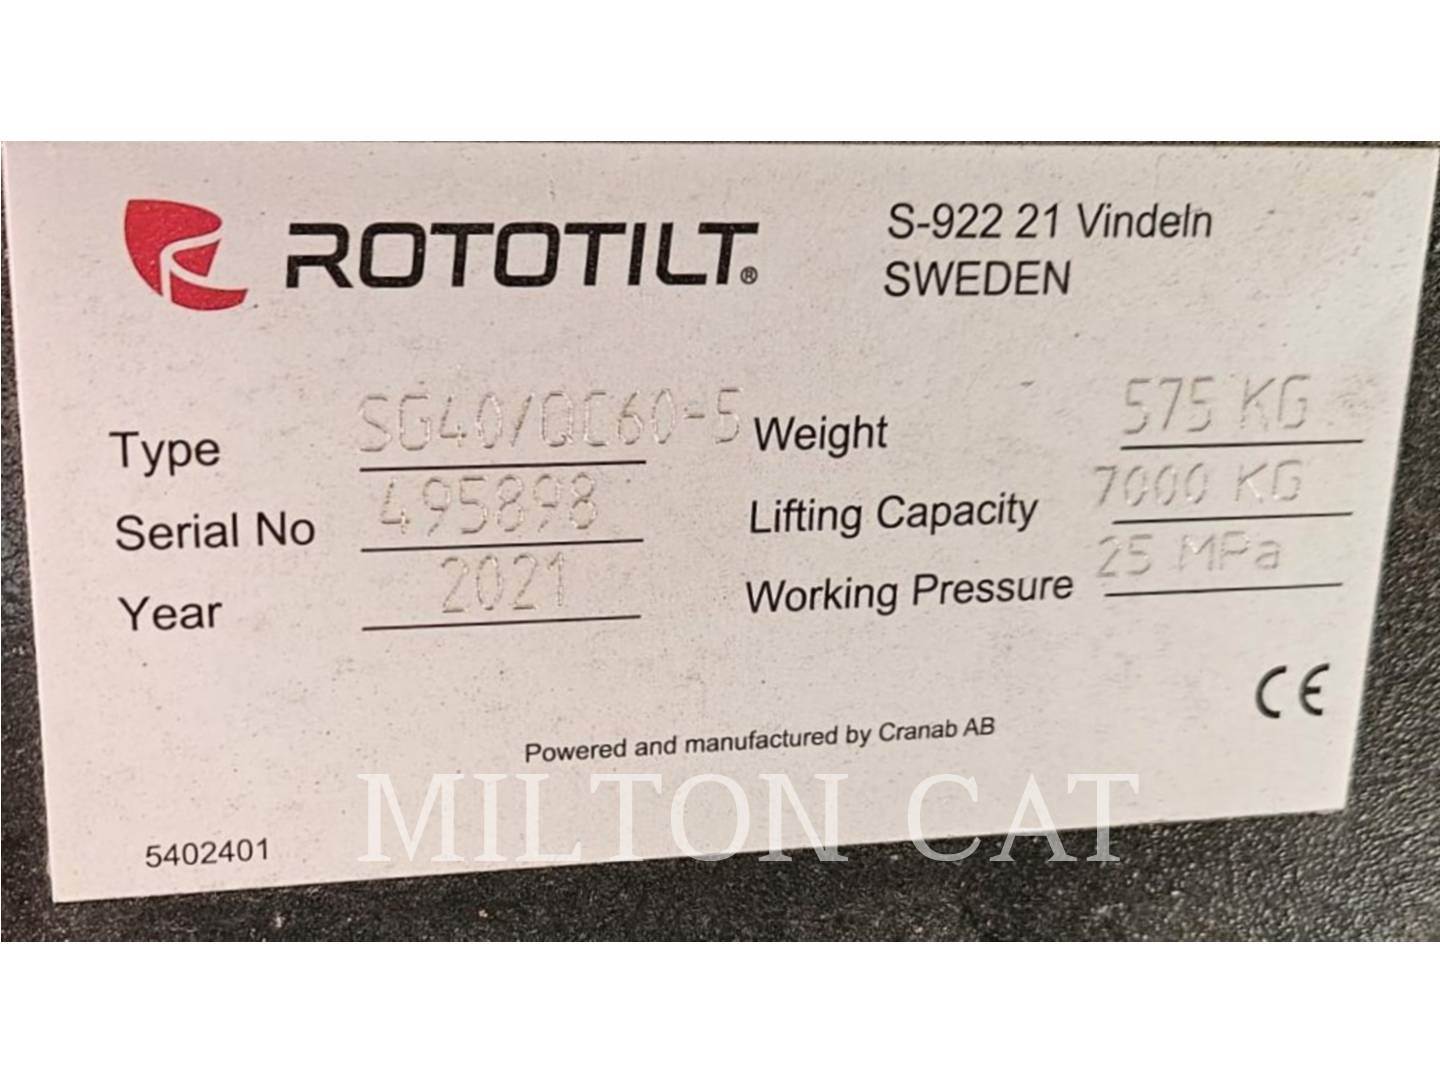 ROTOTILT®
S-922 21 Vindeln
SWEDEN
Type SG40/QC60-5
Serial No 495898
Year 2021
Weight 575 KG
Lifting Capacity 7000 KG
Working Pressure 25 MPa
CE
Powered and manufactured by Cranab AB
MILTON CAT
5402401